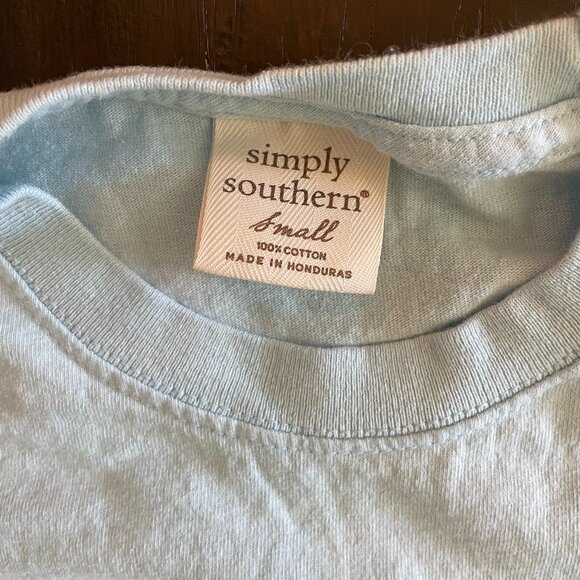 simply
southern®
Small
100% COTTON
MADE IN HONDURAS